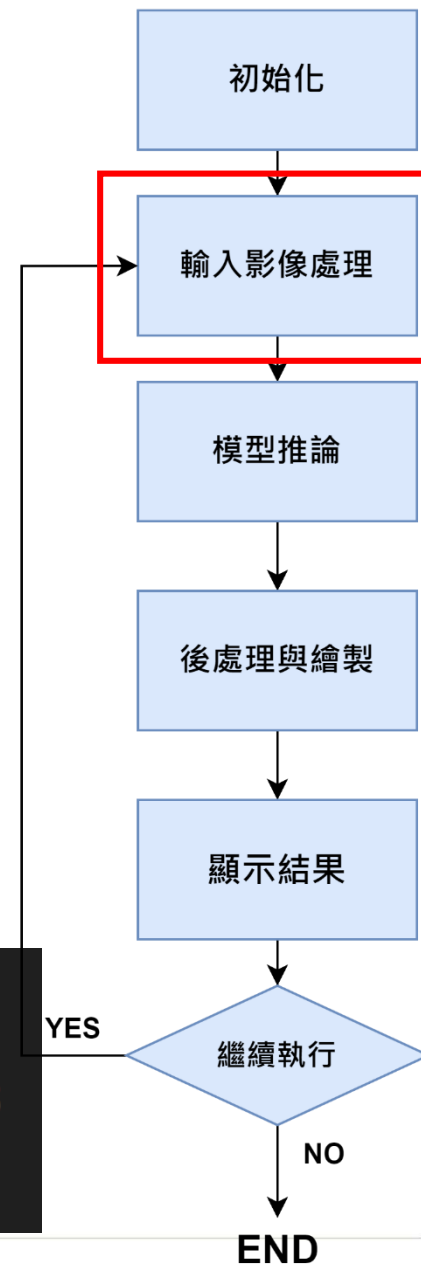 初始化
輸入影像處理
模型推論
後處理與繪製
顯示結果
YES
繼續執行
NO
END